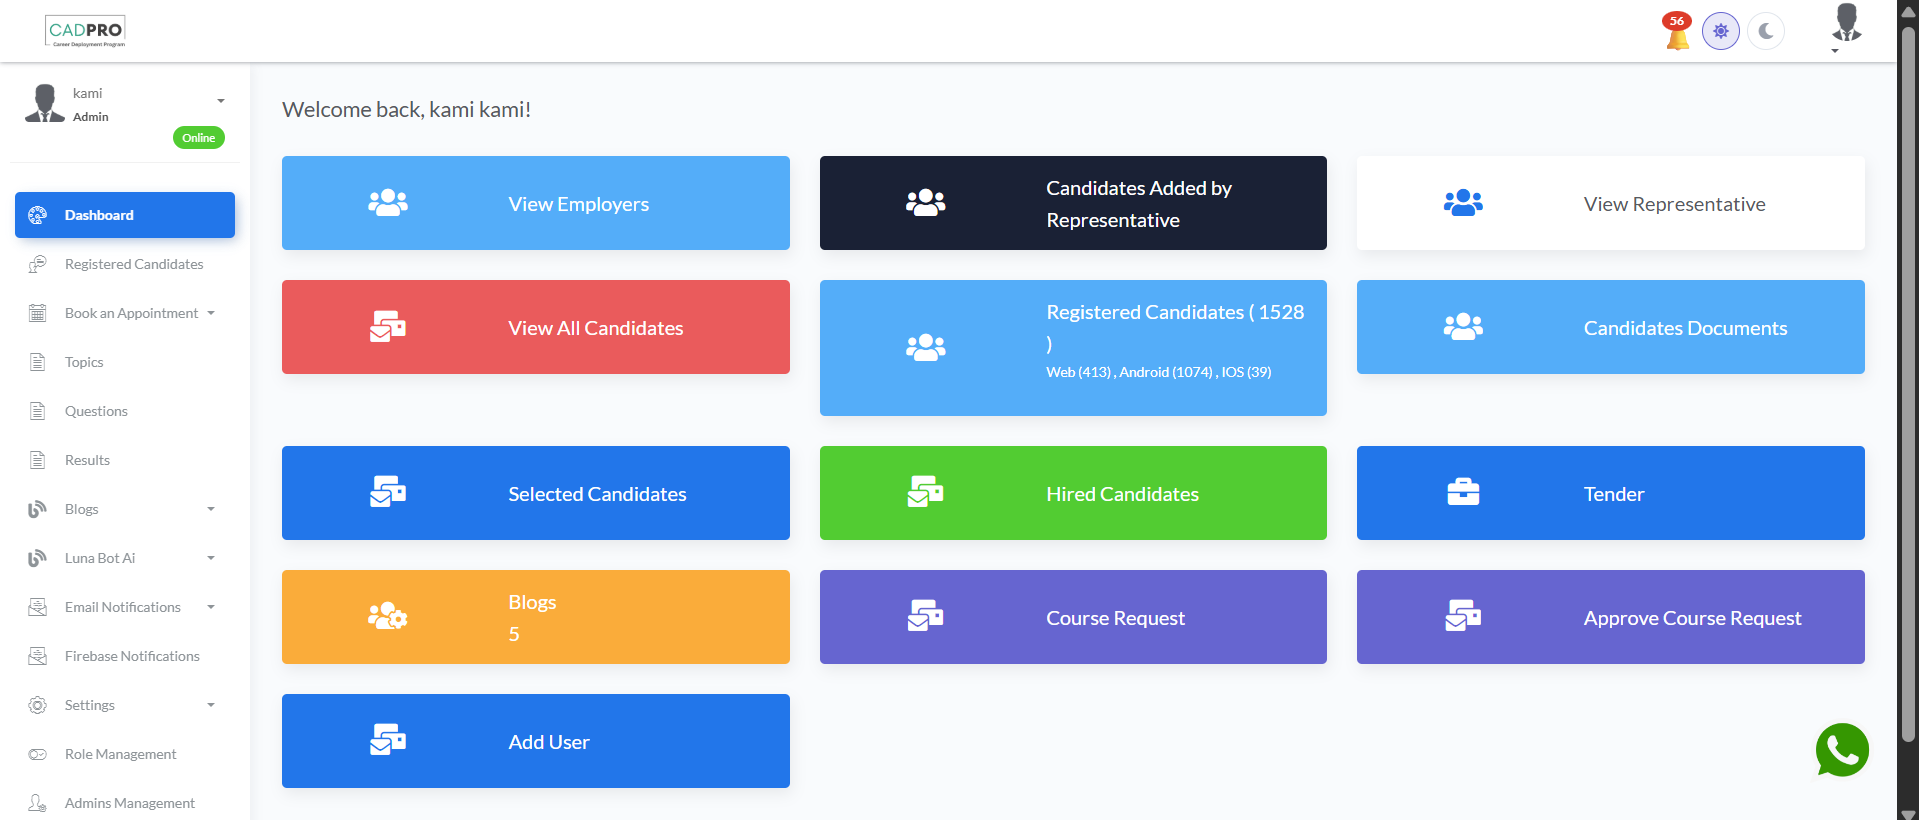 CADPRO
Career Deployment Program
56
kami
Admin
Online
Dashboard
Registered Candidates
Book an Appointment
Topics
Questions
Results
Blogs
Luna Bot Ai
Email Notifications
Firebase Notifications
Settings
Role Management
Admins Management
Welcome back, kami kami!
View Employers
Candidates Added by
Representative
View Representative
View All Candidates
Registered Candidates ( 1528
)
Web (413) , Android (1074) , IOS (39)
Candidates Documents
Selected Candidates
Hired Candidates
Tender
Blogs
5
Course Request
Approve Course Request
Add User